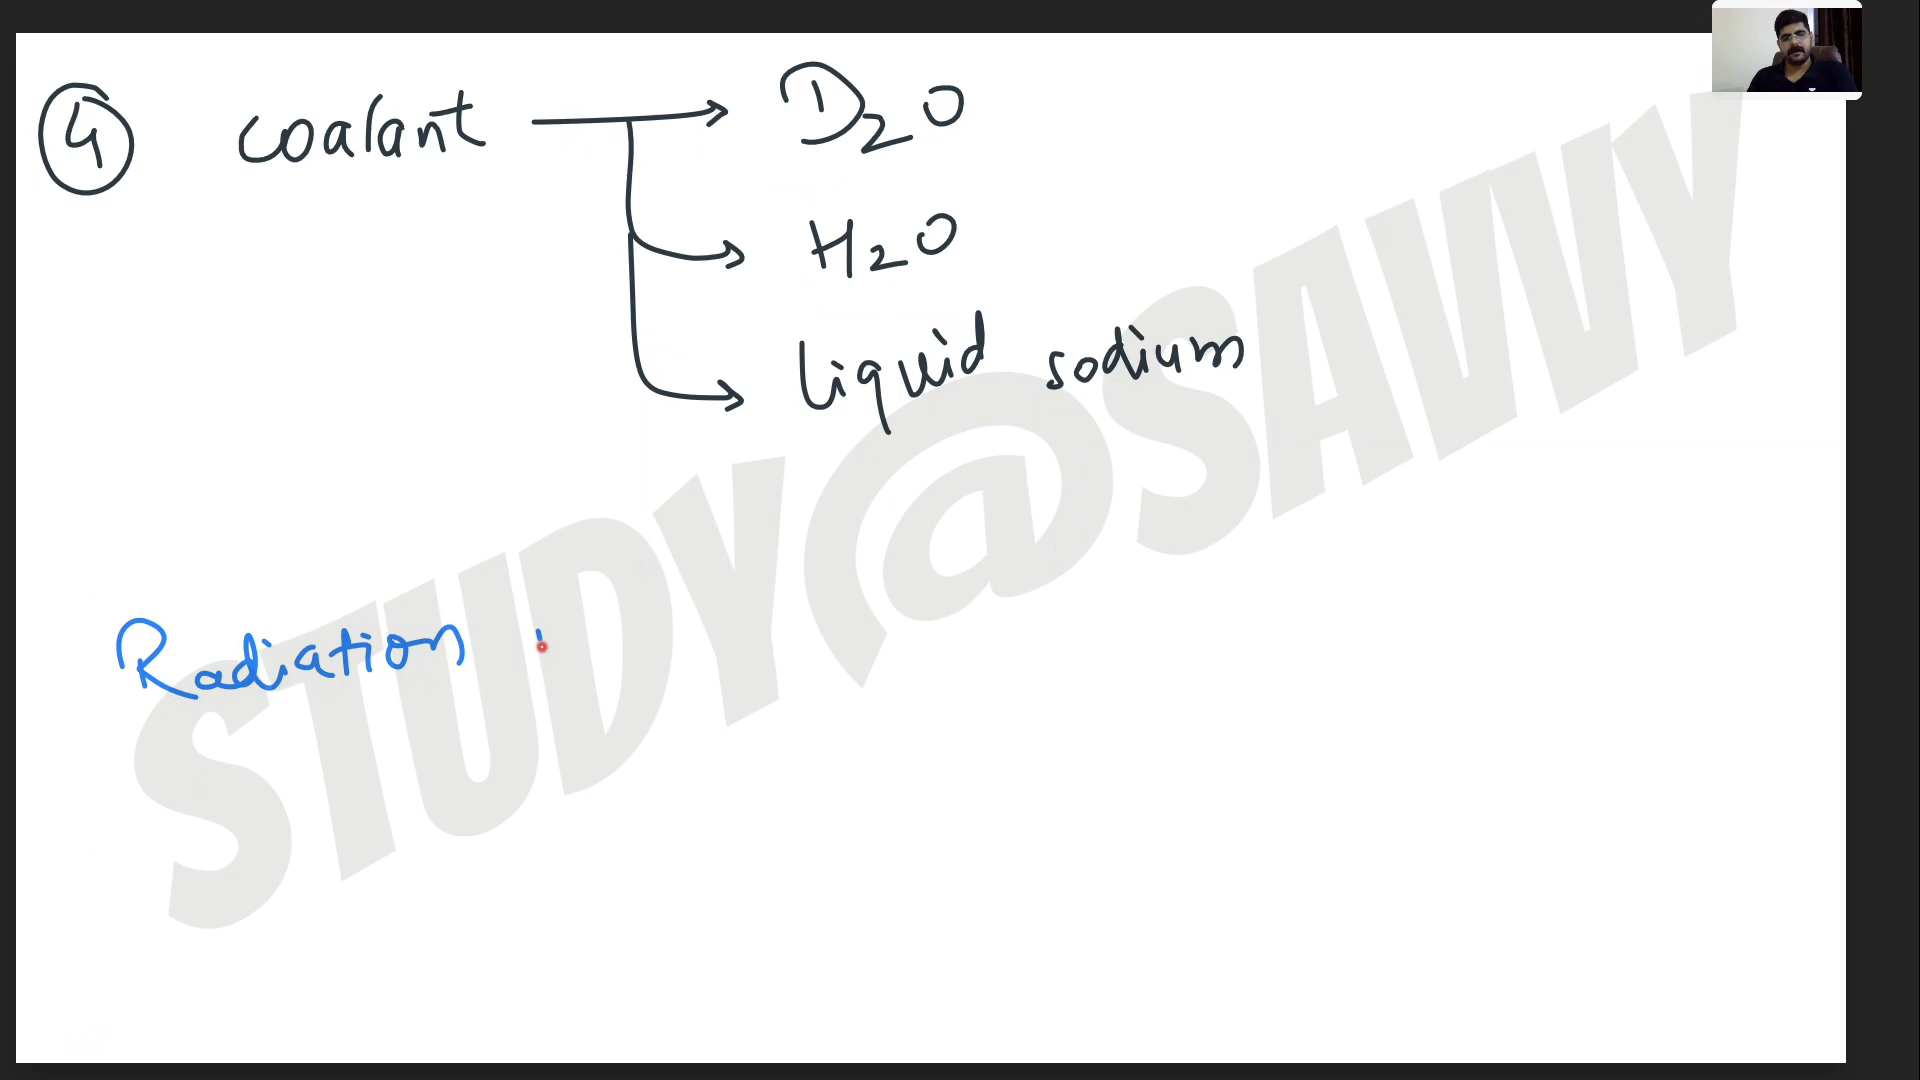 4 coalant → D2O
H2O
liquid sodium
Radiation
STUDY@SAVVY